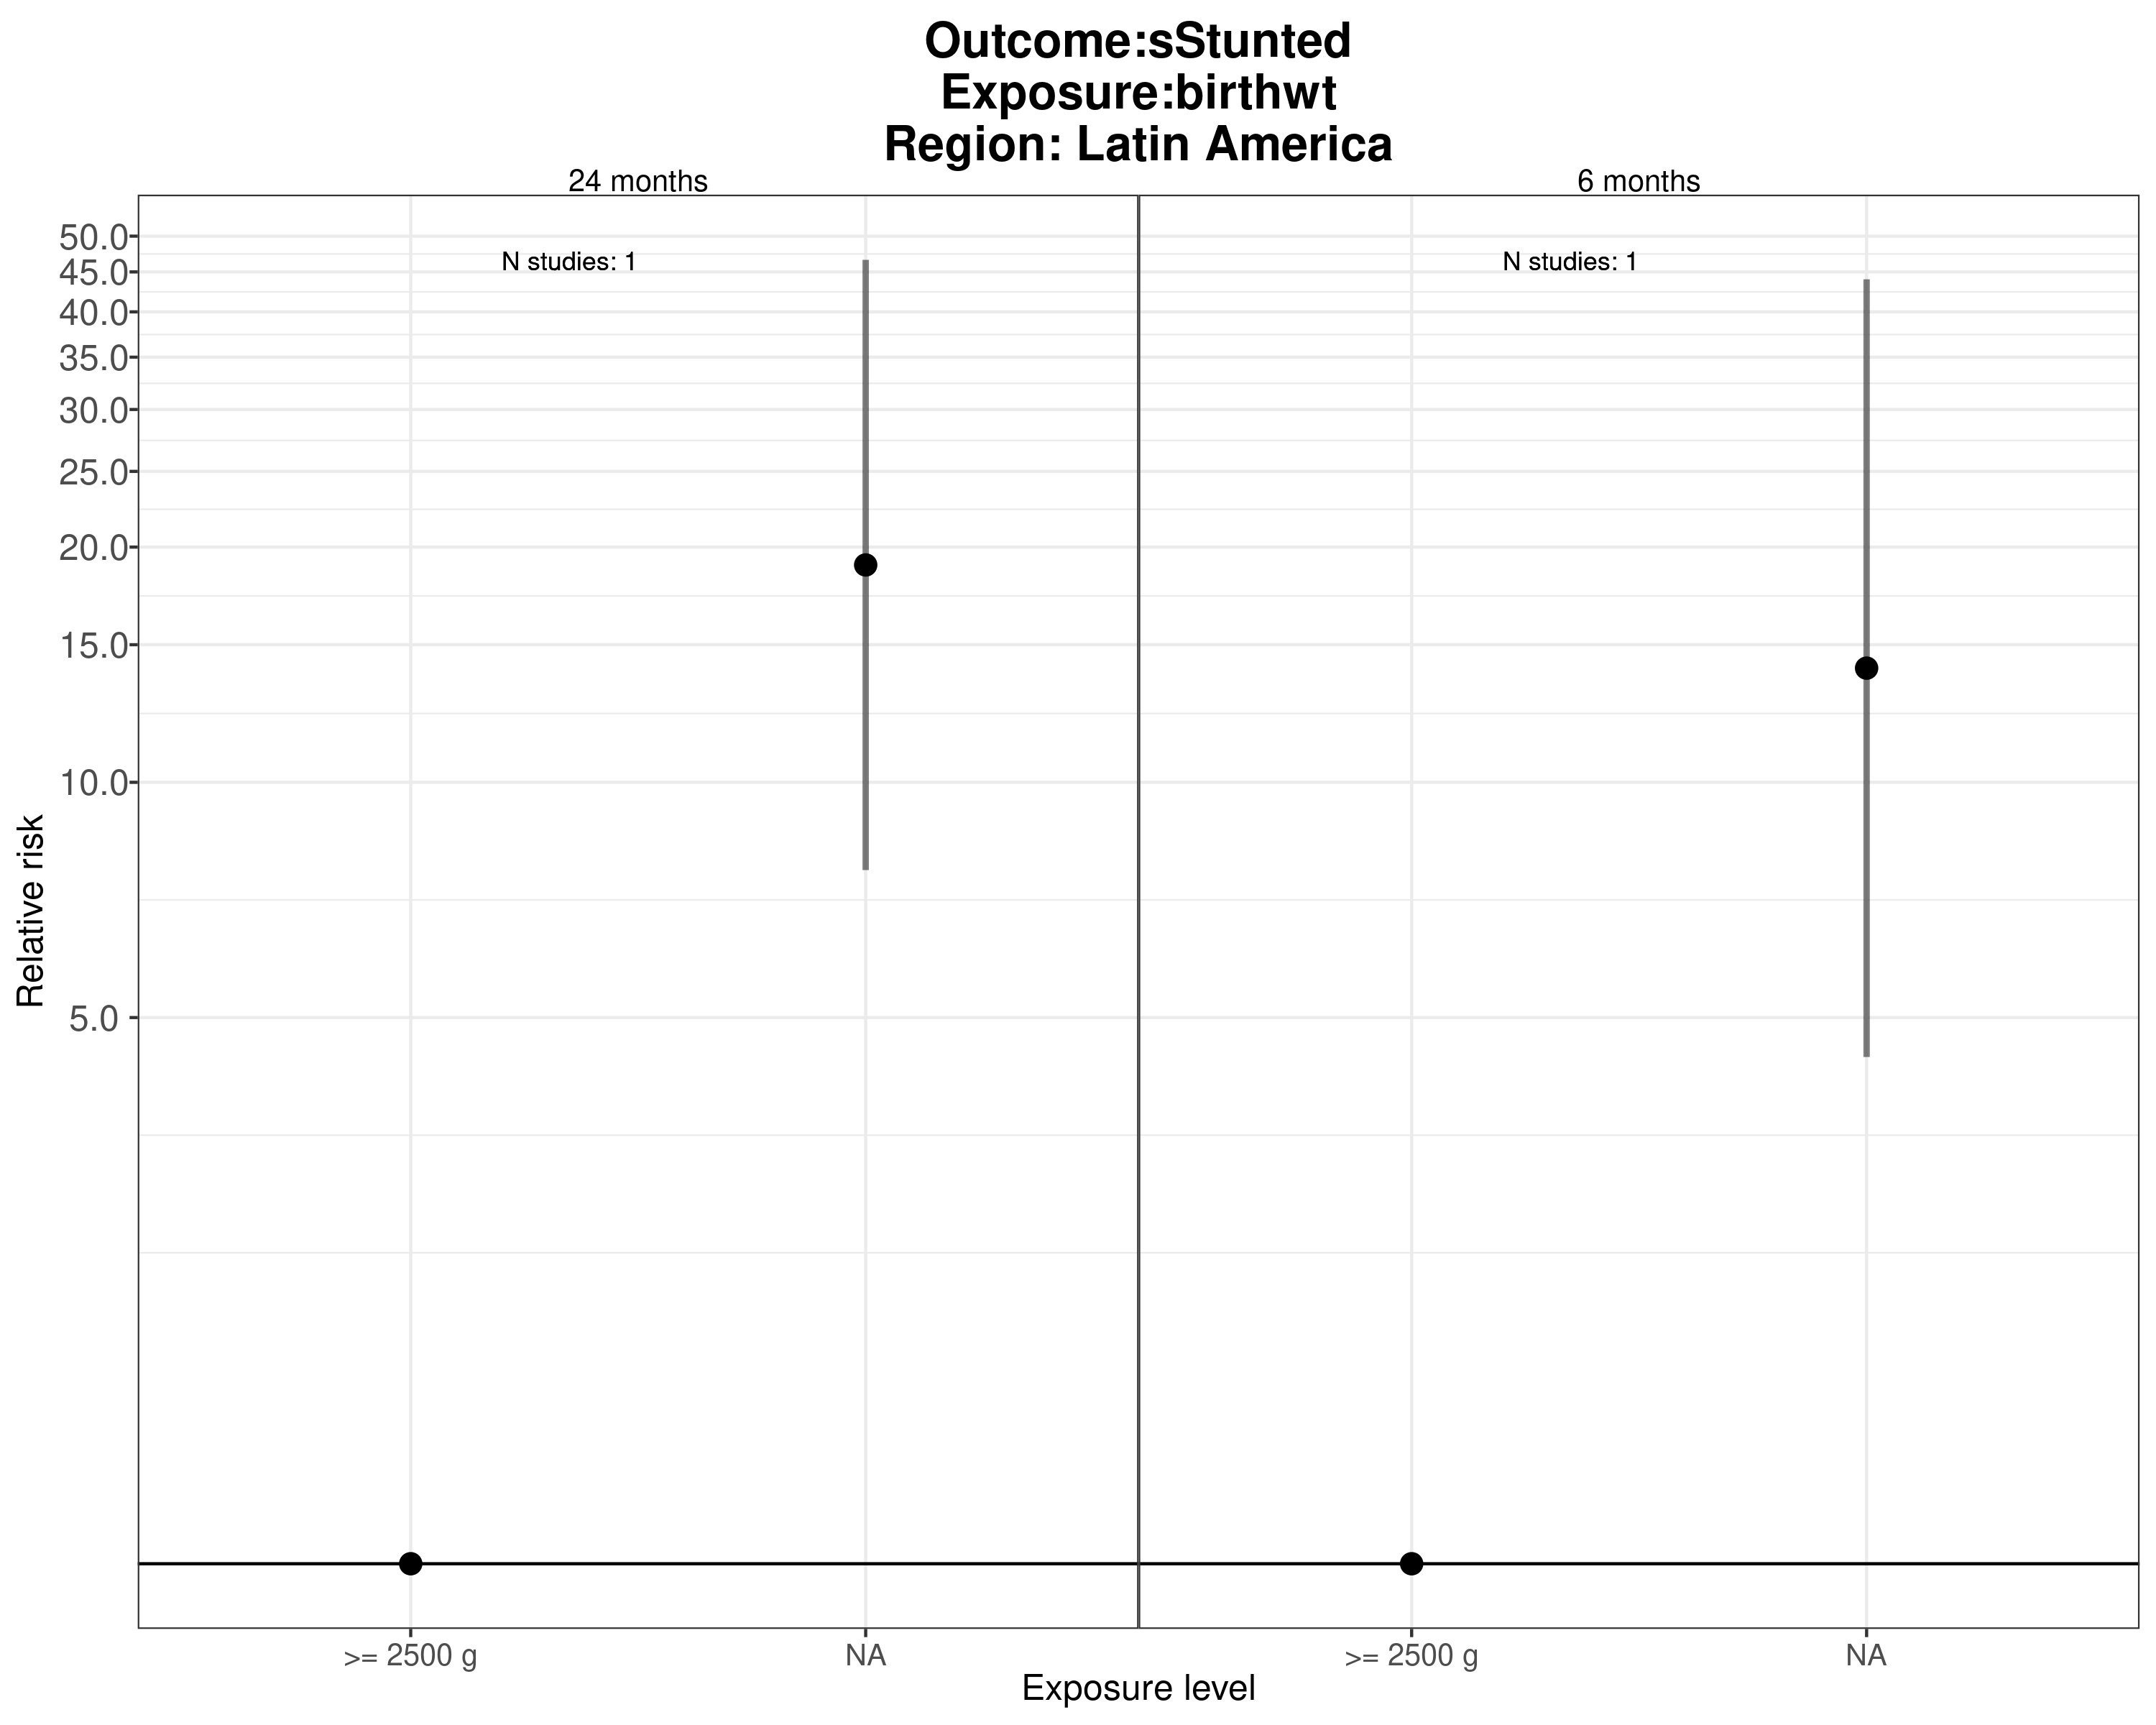 Outcome:sStunted
Exposure:birthwt
Region: Latin America
24 months
6 months
50.0
45.0
40.0
35.0
30.0
25.0
20.0
15.0
10.0
5.0
N studies: 1
N studies: 1
Relative risk
>= 2500 g
NA
>= 2500 g
NA
Exposure level